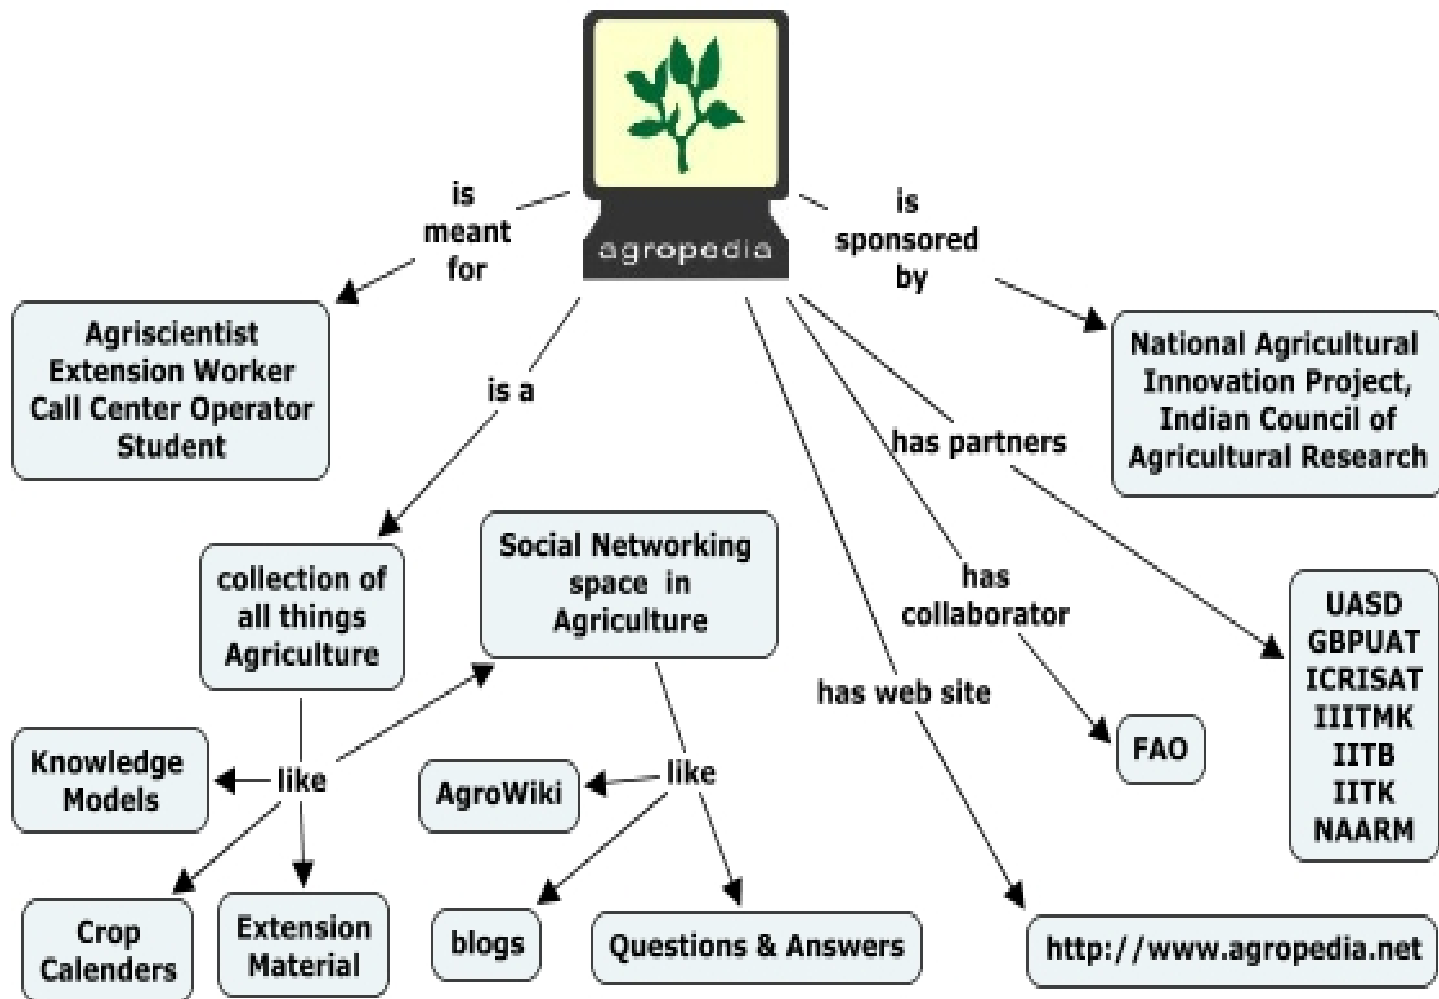 agropedia
is
meant
for
is
sponsored
by
Agriscientist
Extension Worker
Call Center Operator
Student
National Agricultural
Innovation Project,
Indian Council of
Agricultural Research
is a
has partners
collection of
all things
Agriculture
Social Networking
space in
Agriculture
has
collaborator
UASD
GBPUAT
ICRISAT
IIITMK
IITB
IITK
NAARM
has web site
FAO
Knowledge
Models
like
AgroWiki
like
Crop
Calenders
Extension
Material
blogs
Questions & Answers
http://www.agropedia.net